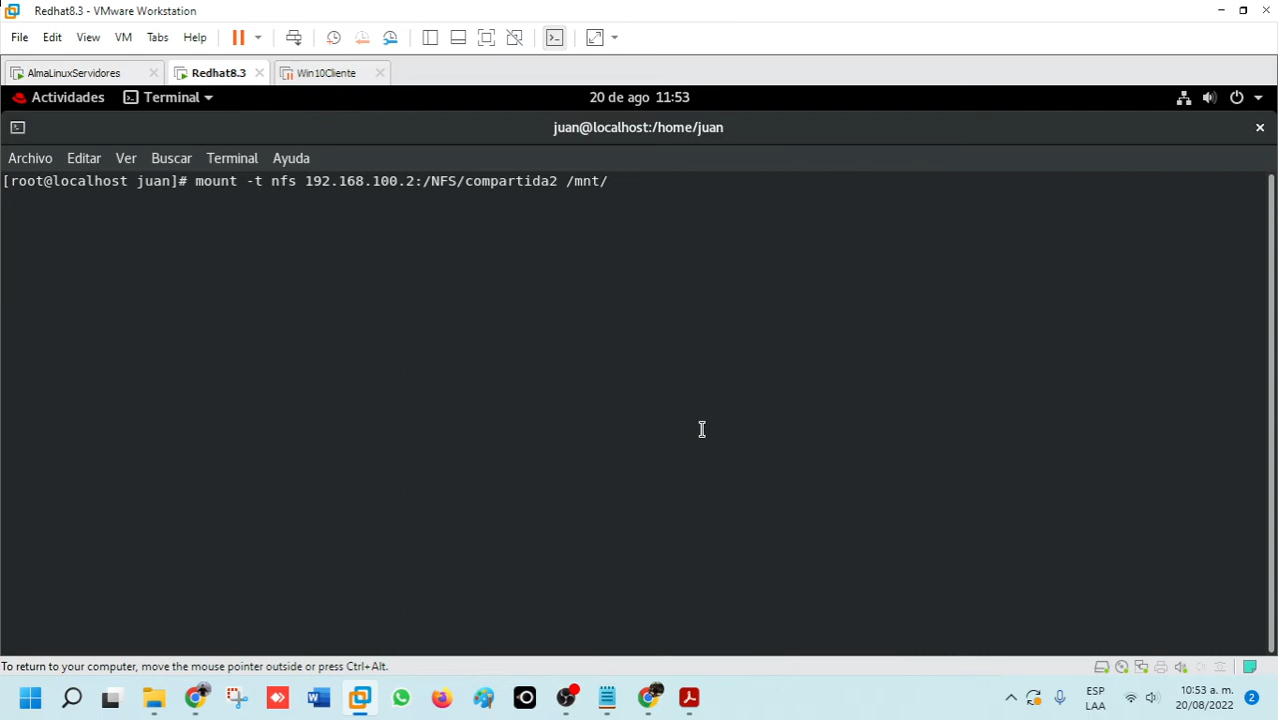 Redhat8.3 - VMware Workstation
File Edit View VM Tabs Help
AlmaLinuxServidores Redhat8.3 Win10Cliente
Actividades Terminal 20 de ago 11:53
juan@localhost:/home/juan
Archivo Editar Ver Buscar Terminal Ayuda
[root@localhost juan]# mount -t nfs 192.168.100.2:/NFS/compartida2 /mnt/
To return to your computer, move the mouse pointer outside or press Ctrl+Alt.
ESP
LAA
10:53 a. m.
20/08/2022
2